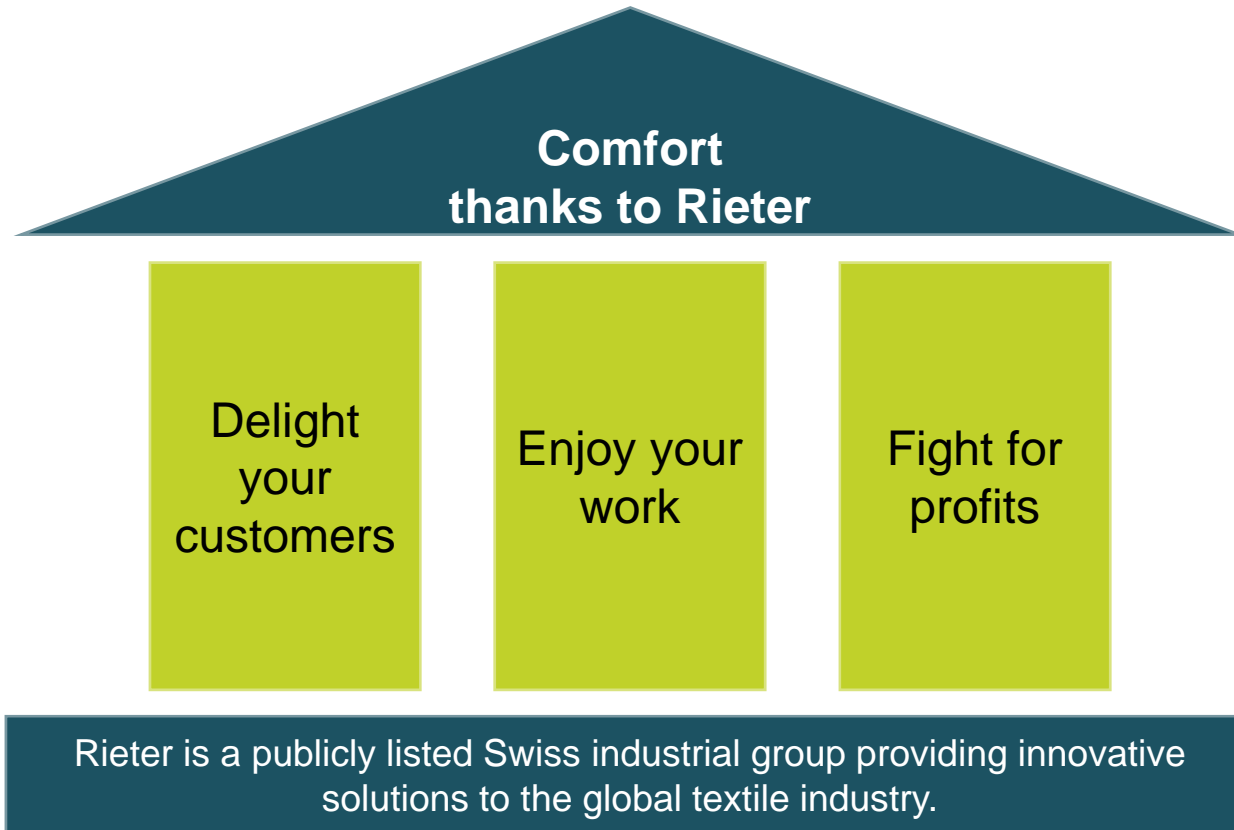 Comfort
thanks to Rieter
Delight
your
customers
Enjoy your
work
Fight for
profits
Rieter is a publicly listed Swiss industrial group providing innovative
solutions to the global textile industry.